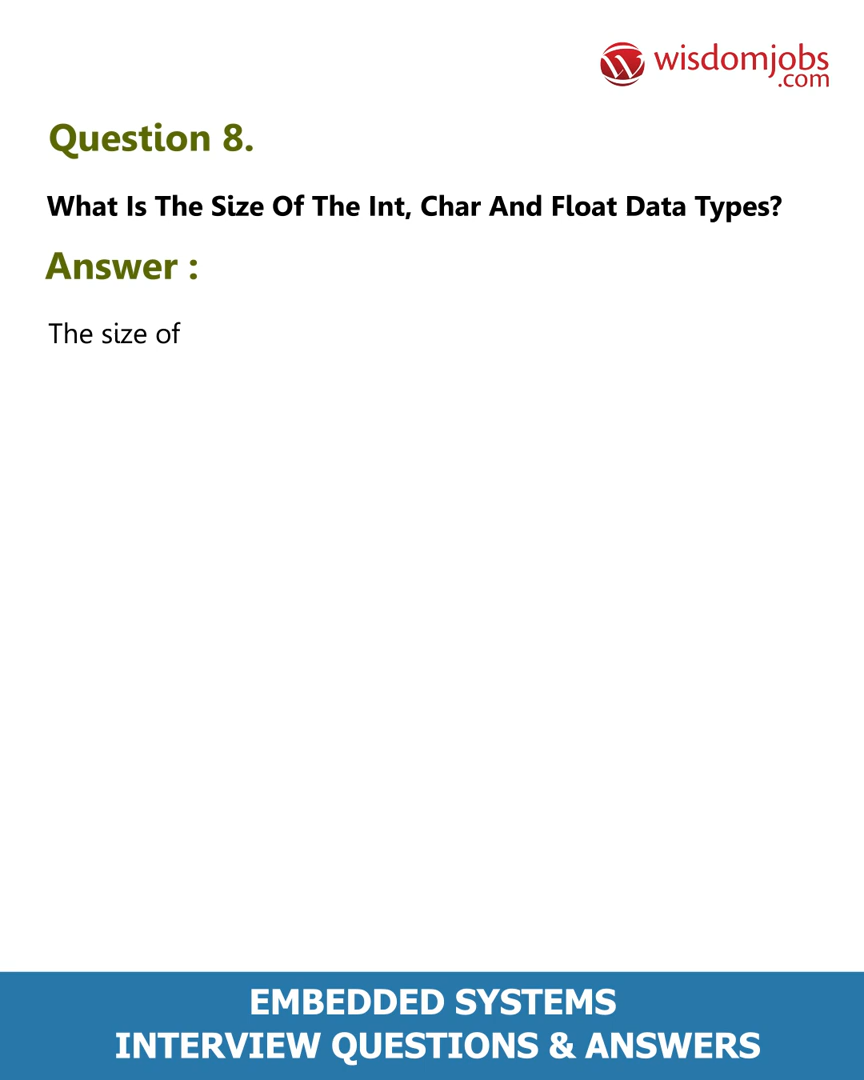 wisdomjobs
.com
Question 8.
What Is The Size Of The Int, Char And Float Data Types?
Answer :
The size of
EMBEDDED SYSTEMS
INTERVIEW QUESTIONS & ANSWERS